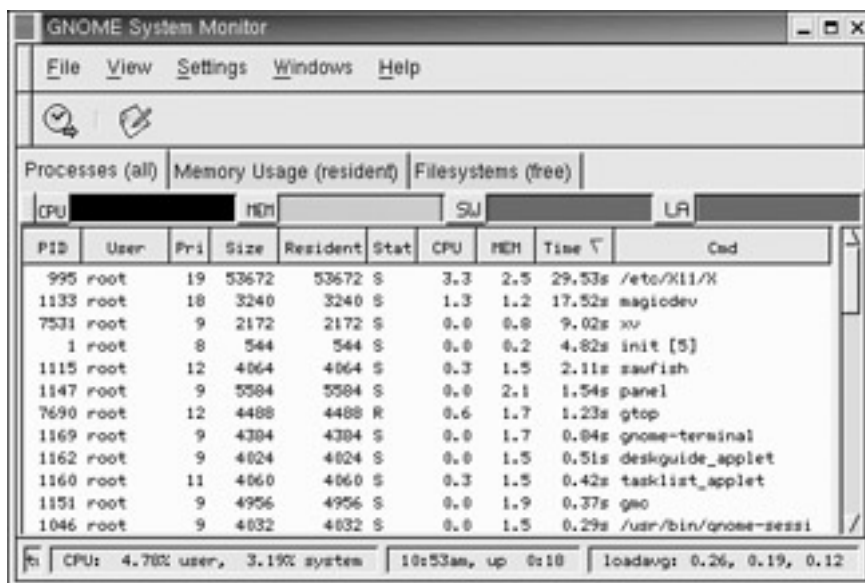 GNOME System Monitor
File View Settings Windows Help
Processes (all) Memory Usage (resident) Filesystems (free)
CPU MEM SW LA
PID User Pri Size Resident Stat CPU MEM Time Cmd
995 root 19 53672 53672 S 3.3 2.5 29.53s /etc/X11/X
1133 root 18 3240 3240 S 1.3 1.2 17.52s magicdev
7531 root 9 2172 2172 S 0.0 0.8 9.02s xv
1 root 8 544 544 S 0.0 0.2 4.82s init [5]
1115 root 12 4064 4064 S 0.3 1.5 2.11s sawfish
1147 root 9 5584 5584 S 0.0 2.1 1.54s panel
7690 root 12 4488 4488 R 0.6 1.7 1.23s gtop
1169 root 9 4384 4384 S 0.0 1.7 0.84s gnome-terminal
1162 root 9 4024 4024 S 0.0 1.5 0.51s deskguide_applet
1160 root 11 4060 4060 S 0.3 1.5 0.42s tasklist_applet
1151 root 9 4956 4956 S 0.0 1.9 0.37s gmc
1046 root 9 4032 4032 S 0.0 1.5 0.29s /usr/bin/gnome-sessi
CPU: 4.78% user, 3.19% system 10:53am, up 0:18 loadavg: 0.26, 0.19, 0.12